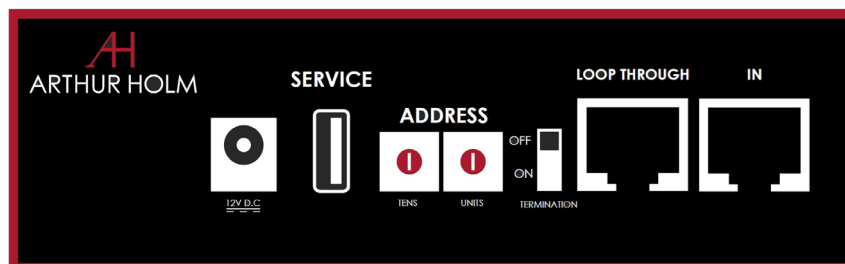 AH
ARTHUR HOLM
SERVICE
ADDRESS
LOOP THROUGH
IN
OFF
ON
12V D.C
TENS
UNITS
TERMINATION